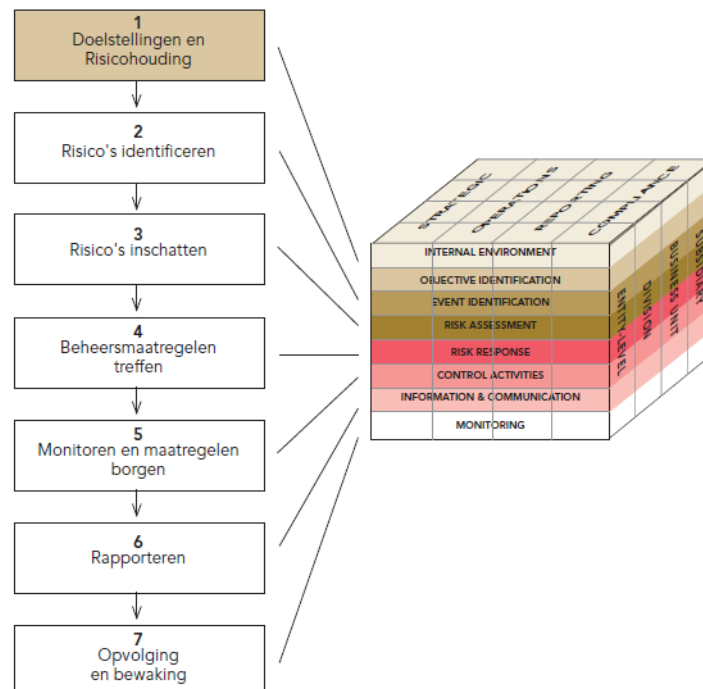 1
Doelstellingen en
Risicohouding
2
Risico's identificeren
3
Risico's inschatten
4
Beheersmaatregelen
treffen
5
Monitoren en maatregelen
borgen
6
Rapporteren
7
Opvolging
en bewaking
STRATEGIC
OPERATIONS
REPORTING
COMPLIANCE
INTERNAL ENVIRONMENT
OBJECTIVE IDENTIFICATION
EVENT IDENTIFICATION
RISK ASSESSMENT
RISK RESPONSE
CONTROL ACTIVITIES
INFORMATION & COMMUNICATION
MONITORING
ENTITY-LEVEL
DIVISION
BUSINESS UNIT
SUBSIDIARY